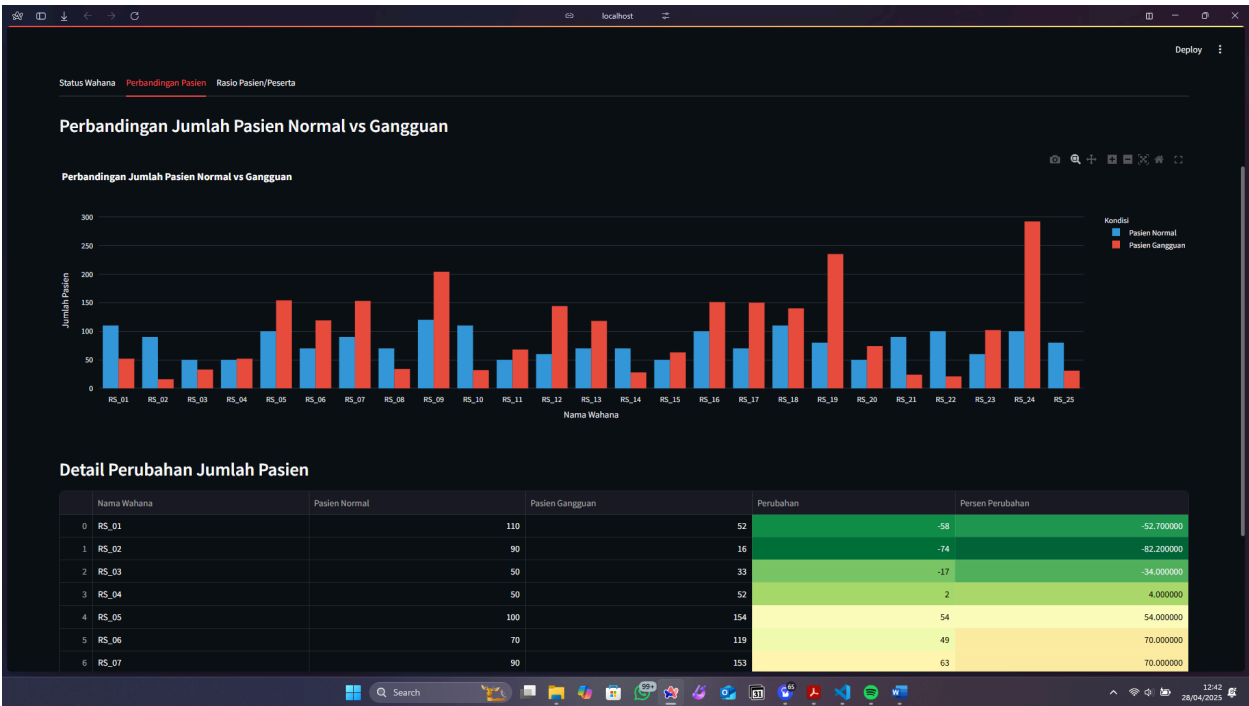 localhost
Deploy
Status Wahana Perbandingan Pasien Rasio Pasien/Peserta
Perbandingan Jumlah Pasien Normal vs Gangguan
Perbandingan Jumlah Pasien Normal vs Gangguan
Kondisi
Pasien Normal
Pasien Gangguan
Jumlah Pasien
300
250
200
150
100
50
0
RS_01 RS_02 RS_03 RS_04 RS_05 RS_06 RS_07 RS_08 RS_09 RS_10 RS_11 RS_12 RS_13 RS_14 RS_15 RS_16 RS_17 RS_18 RS_19 RS_20 RS_21 RS_22 RS_23 RS_24 RS_25
Nama Wahana
Detail Perubahan Jumlah Pasien
Nama Wahana Pasien Normal Pasien Gangguan Perubahan Persen Perubahan
0 RS_01 110 52 -58 -52.700000
1 RS_02 90 16 -74 -82.200000
2 RS_03 50 33 -17 -34.000000
3 RS_04 50 52 2 4.000000
4 RS_05 100 154 54 54.000000
5 RS_06 70 119 49 70.000000
6 RS_07 90 153 63 70.000000
Search
99+
31
65
12:42
28/04/2025